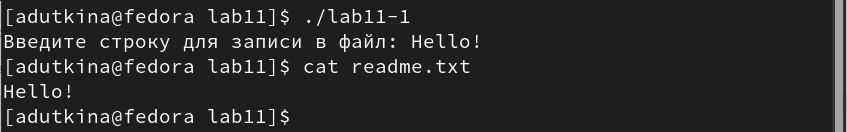 [adutkina@fedora lab11]$ ./lab11-1
Введите строку для записи в файл: Hello!
[adutkina@fedora lab11]$ cat readme.txt
Hello!
[adutkina@fedora lab11]$